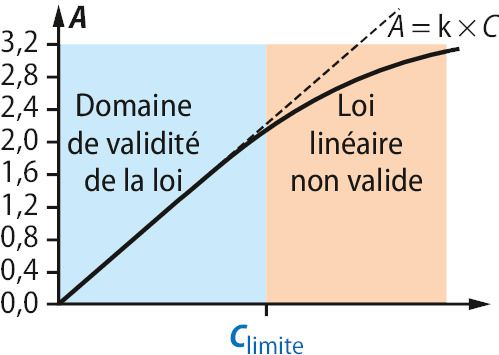 A
A = k × C
3,2
2,8
2,4
2,0
1,6
1,2
0,8
0,4
0,0
Domaine
de validité
de la loi
Loi
linéaire
non valide
C limite